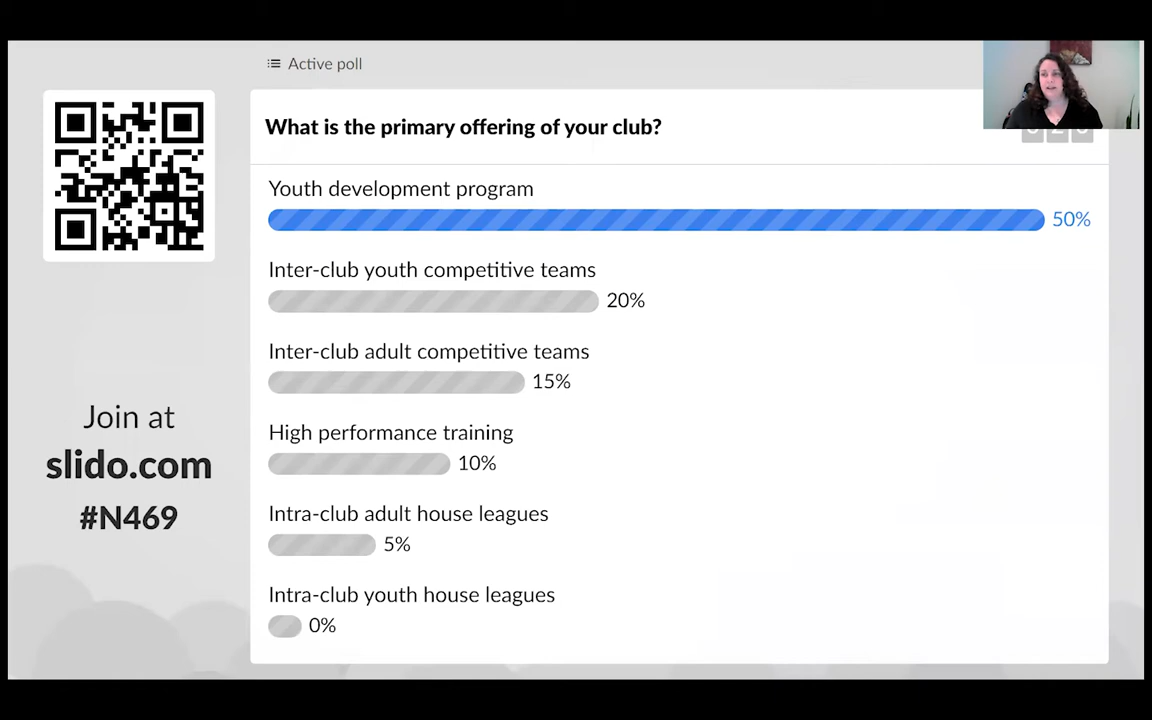 Active poll
What is the primary offering of your club?
Youth development program
50%
Inter-club youth competitive teams
20%
Inter-club adult competitive teams
15%
High performance training
10%
Intra-club adult house leagues
5%
Intra-club youth house leagues
0%
Join at
slido.com
#N469